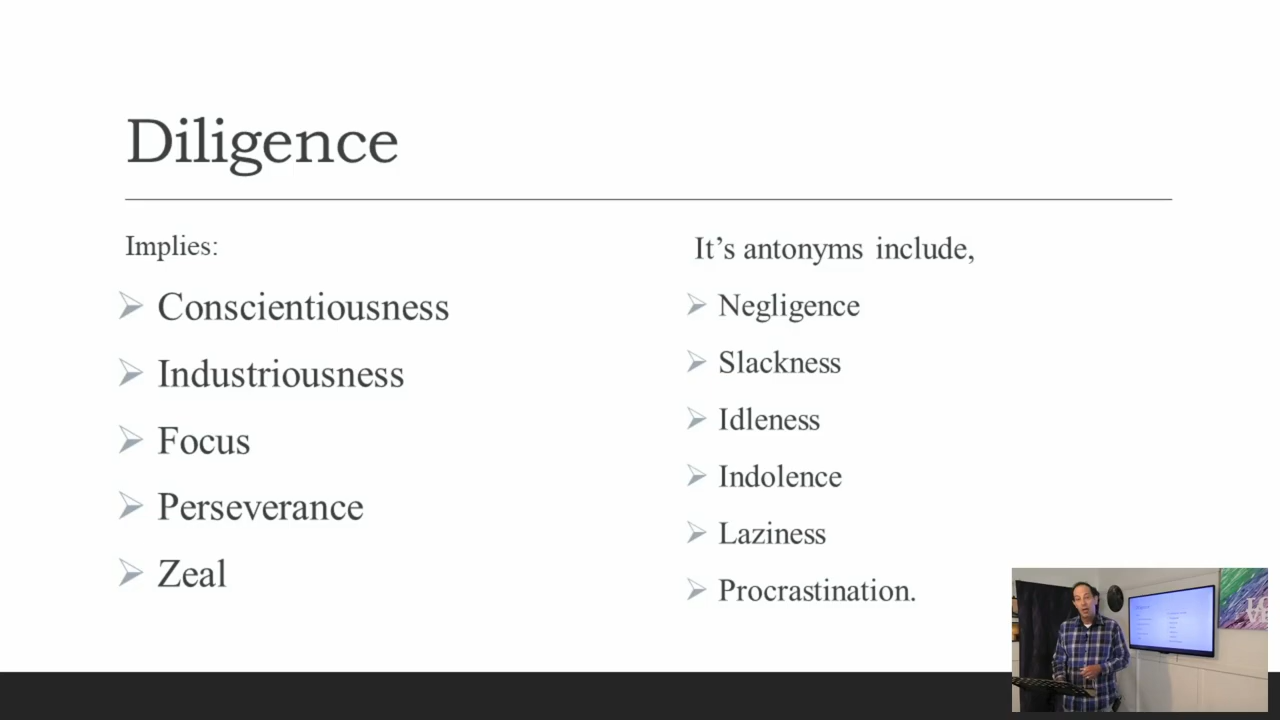 Diligence
Implies:
Conscientiousness
Industriousness
Focus
Perseverance
Zeal
It’s antonyms include,
Negligence
Slackness
Idleness
Indolence
Laziness
Procrastination.